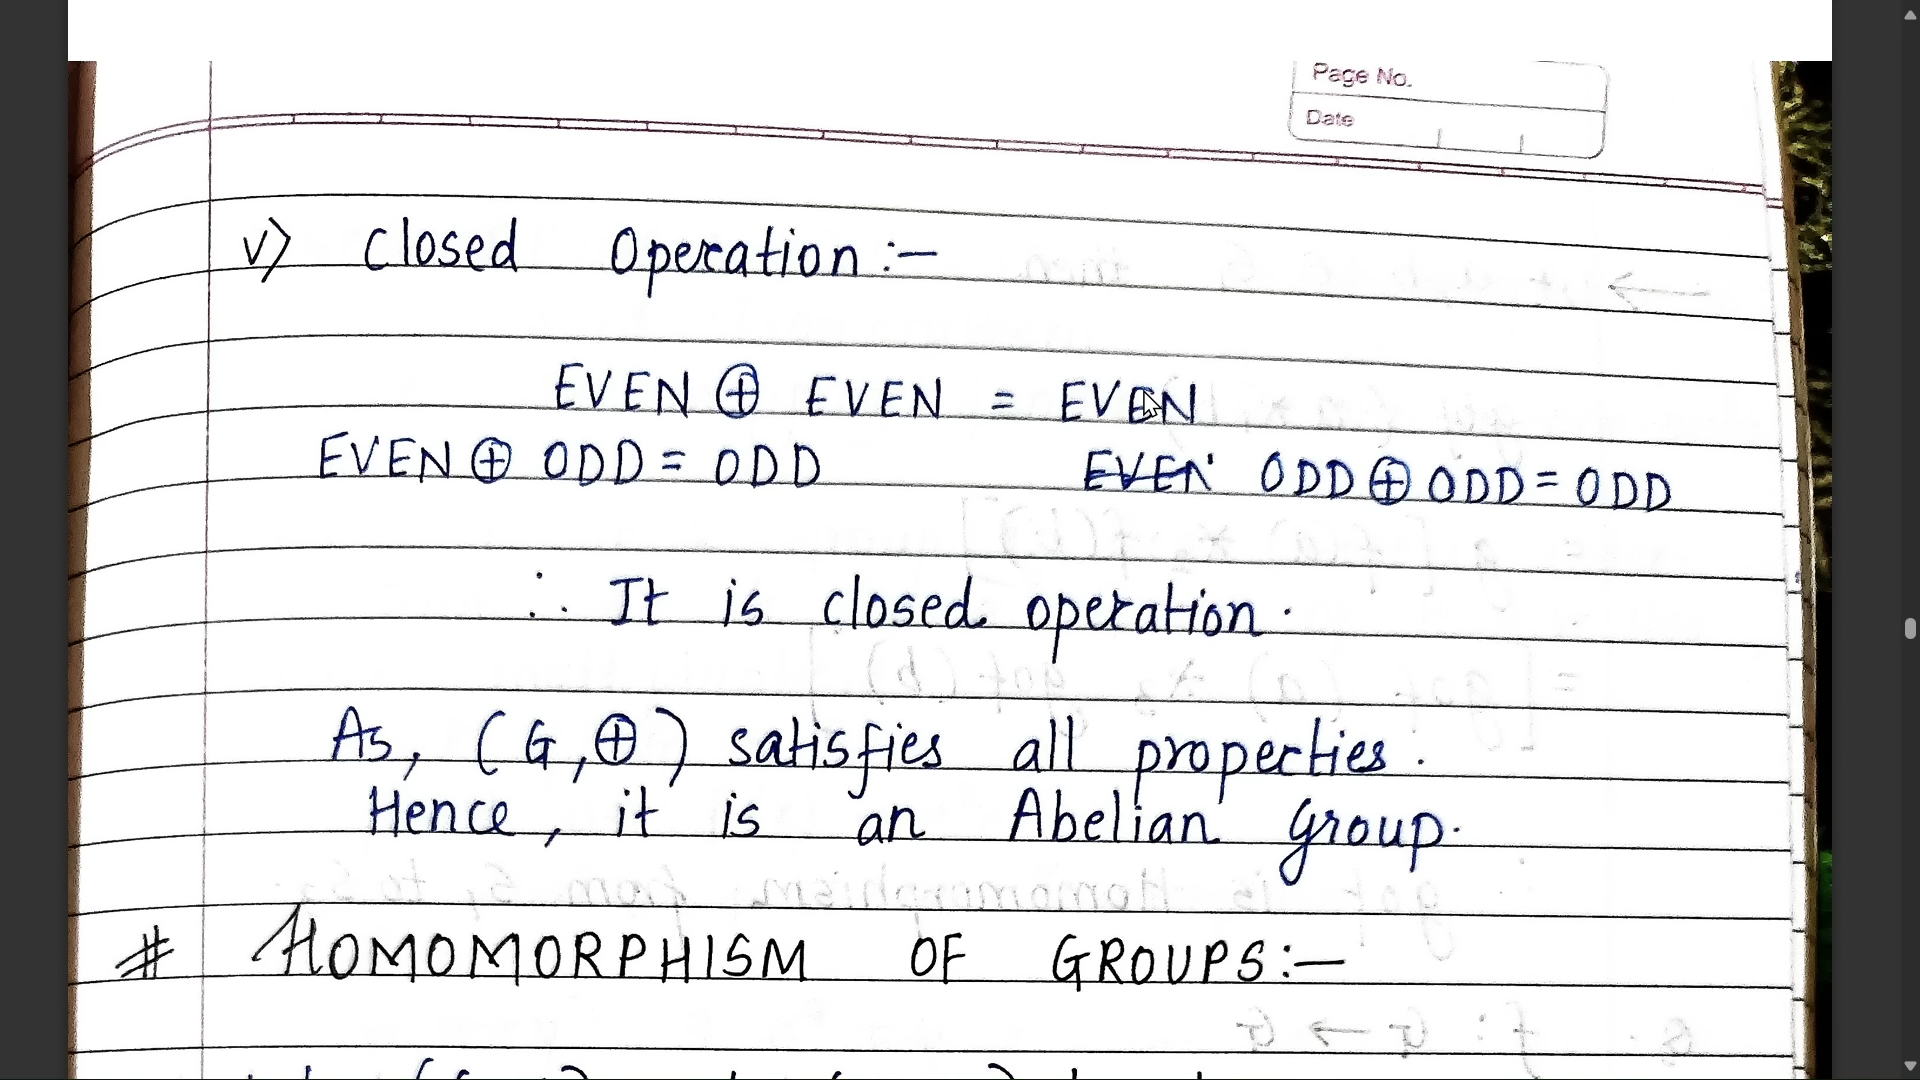 Page No.
Date
v) Closed Operation :-
EVEN ⊕ EVEN = EVEN
EVEN ⊕ ODD = ODD ~~EVEN~~ ODD ⊕ ODD = ODD
∴ It is closed operation.
As, (G, ⊕) satisfies all properties.
Hence, it is an Abelian group.
# HOMOMORPHISM OF GROUPS :-